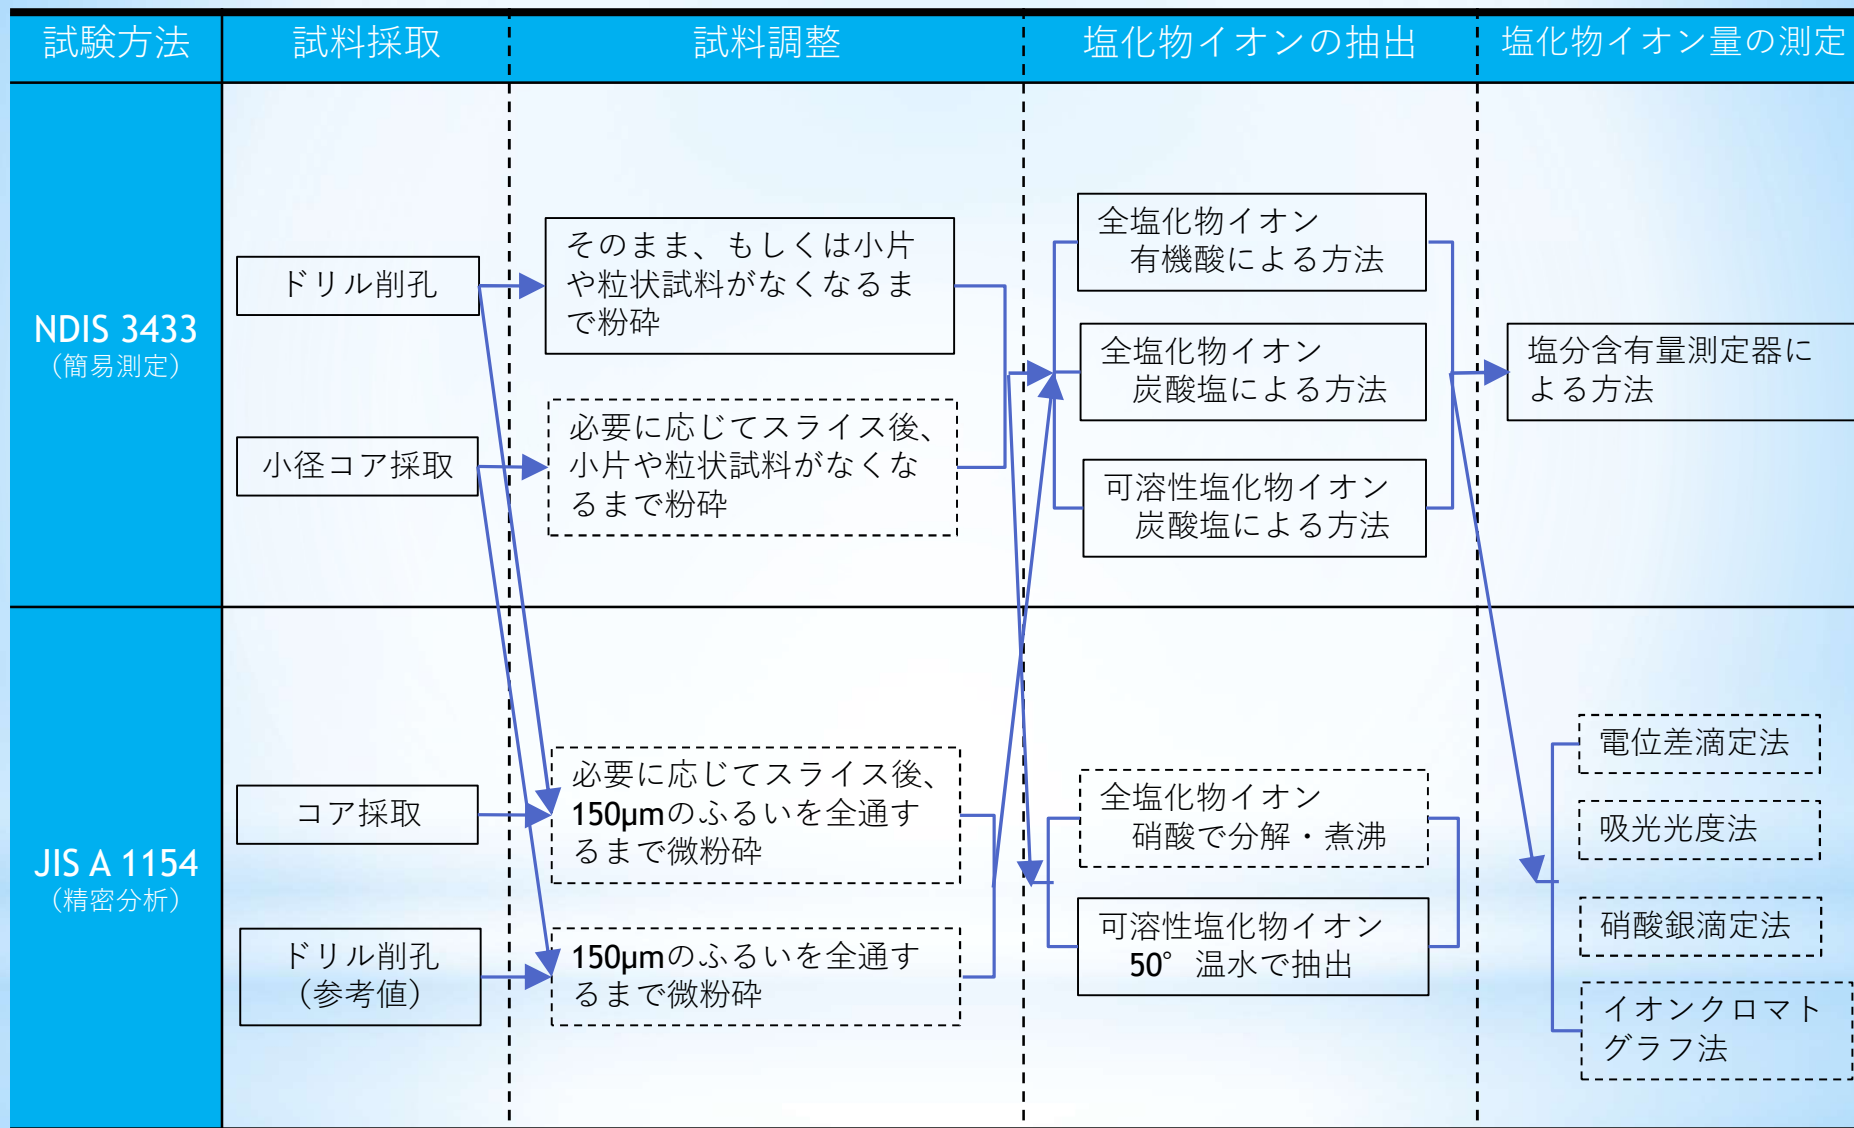 試験方法
試料採取
試料調整
塩化物イオンの抽出
塩化物イオン量の測定
NDIS 3433
（簡易測定）
ドリル削孔
小径コア採取
そのまま、もしくは小片
や粒状試料がなくなるま
で粉砕
必要に応じてスライス後、
小片や粒状試料がなくな
るまで粉砕
全塩化物イオン
有機酸による方法
全塩化物イオン
炭酸塩による方法
可溶性塩化物イオン
炭酸塩による方法
塩分含有量測定器に
よる方法
JIS A 1154
（精密分析）
コア採取
ドリル削孔
（参考値）
必要に応じてスライス後、
150μmのふるいを全通す
るまで微粉砕
150μmのふるいを全通す
るまで微粉砕
全塩化物イオン
硝酸で分解・煮沸
可溶性塩化物イオン
50°温水で抽出
電位差滴定法
吸光光度法
硝酸銀滴定法
イオンクロマト
グラフ法